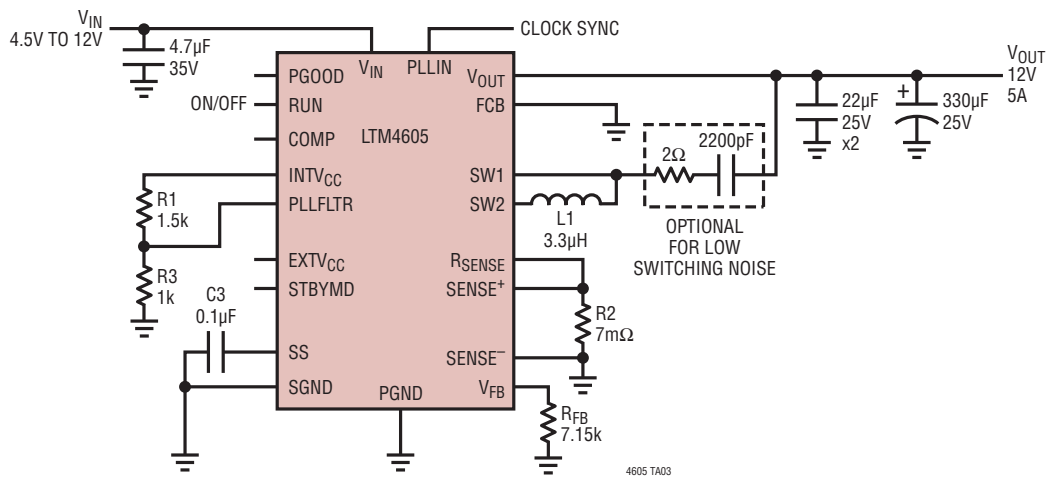 VIN
4.5V TO 12V
4.7µF
35V
CLOCK SYNC
VIN
PLLIN
PGOOD
ON/OFF
RUN
COMP
LTM4605
INTVCC
PLLFLTR
EXTVCC
STBYMD
SS
SGND
PGND
VOUT
FCB
SW1
SW2
RSENSE
SENSE+
SENSE–
VFB
R1
1.5k
R3
1k
C3
0.1µF
L1
3.3µH
2Ω
2200pF
OPTIONAL
FOR LOW
SWITCHING NOISE
R2
7mΩ
RFB
7.15k
22µF
25V
x2
+
330µF
25V
VOUT
12V
5A
4605 TA03